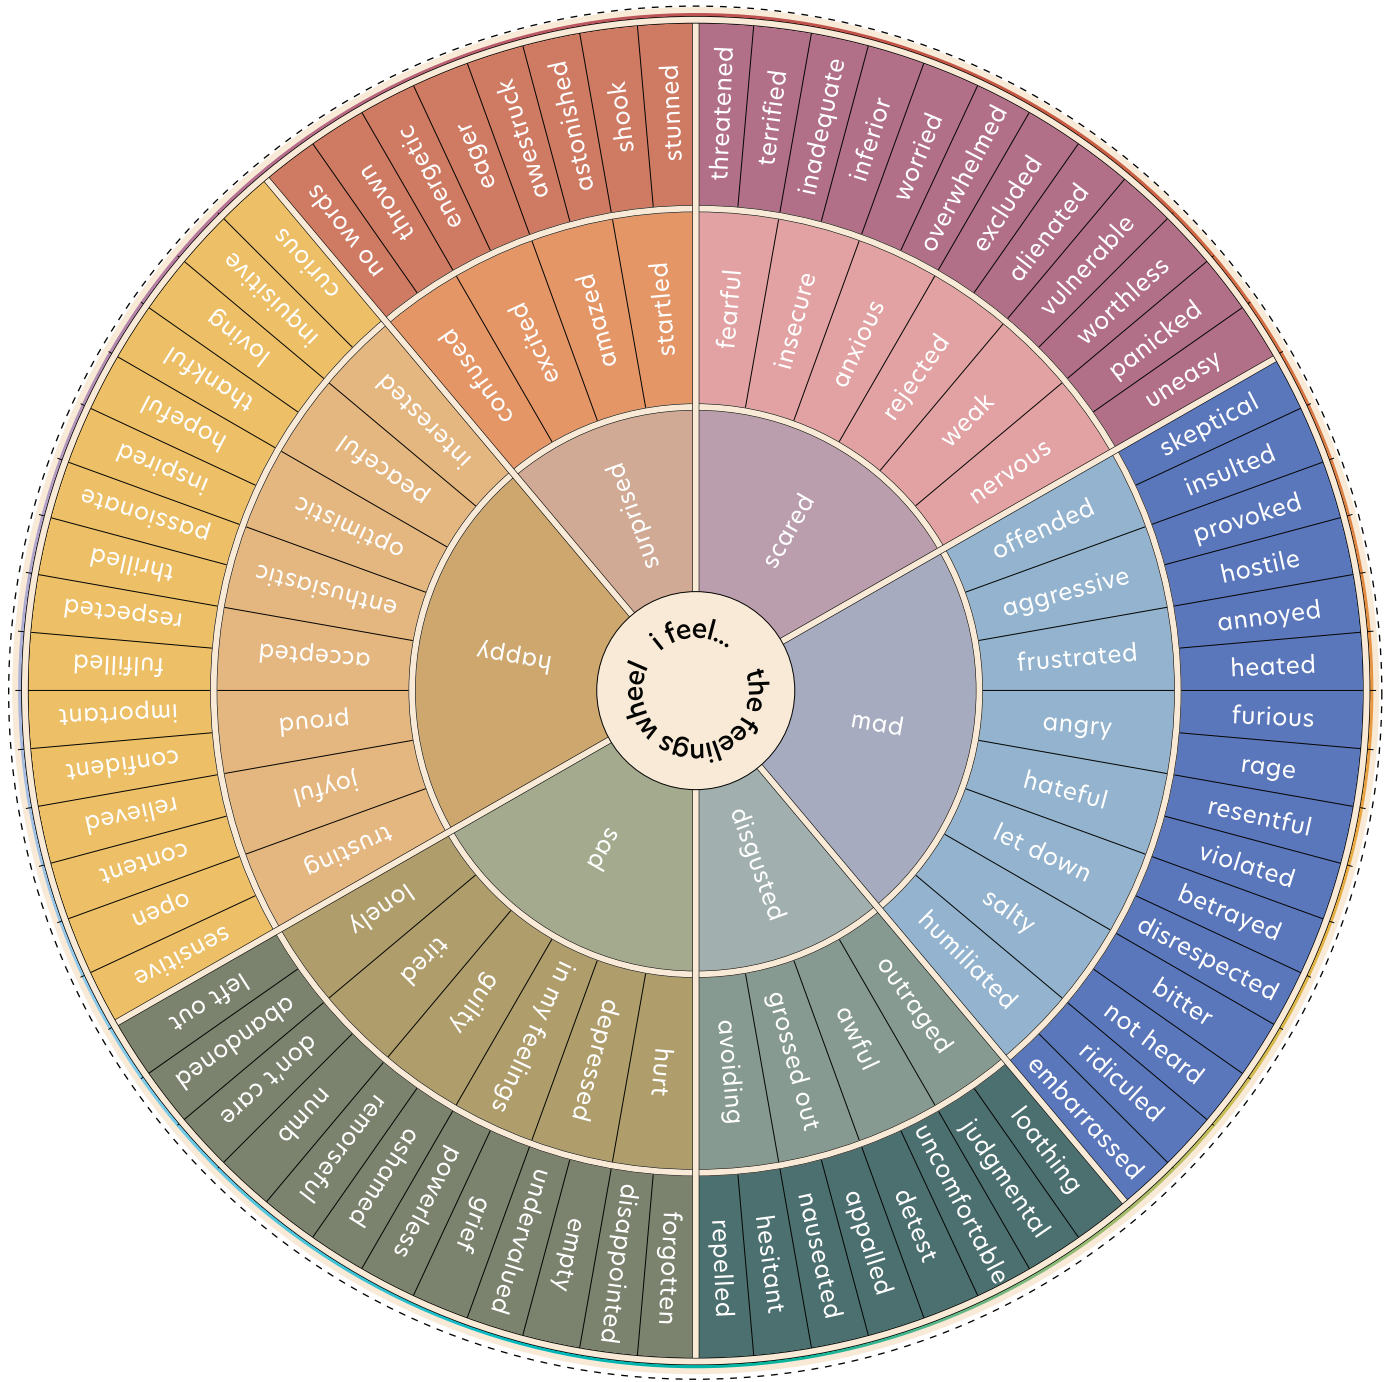 i feel...
the feelings wheel
scared
mad
disgusted
sad
happy
surprised
fearful
insecure
anxious
rejected
weak
nervous
offended
aggressive
frustrated
angry
hateful
let down
salty
humiliated
outraged
awful
grossed out
avoiding
hurt
depressed
in my feelings
guilty
tired
lonely
trusting
joyful
proud
accepted
enthusiastic
optimistic
peaceful
interested
confused
excited
amazed
startled
threatened
terrified
inadequate
inferior
worried
overwhelmed
excluded
alienated
vulnerable
worthless
panicked
uneasy
skeptical
insulted
provoked
hostile
annoyed
heated
furious
rage
resentful
violated
betrayed
disrespected
bitter
not heard
ridiculed
embarrassed
loathing
judgmental
uncomfortable
detest
appalled
nauseated
hesitant
repelled
forgotten
disappointed
empty
undervalued
grief
powerless
ashamed
remorseful
numb
don't care
abandoned
left out
sensitive
open
content
relieved
confident
important
fulfilled
respected
thrilled
passionate
inspired
hopeful
thankful
loving
inquisitive
curious
no words
thrown
energetic
eager
awestruck
astonished
shook
stunned